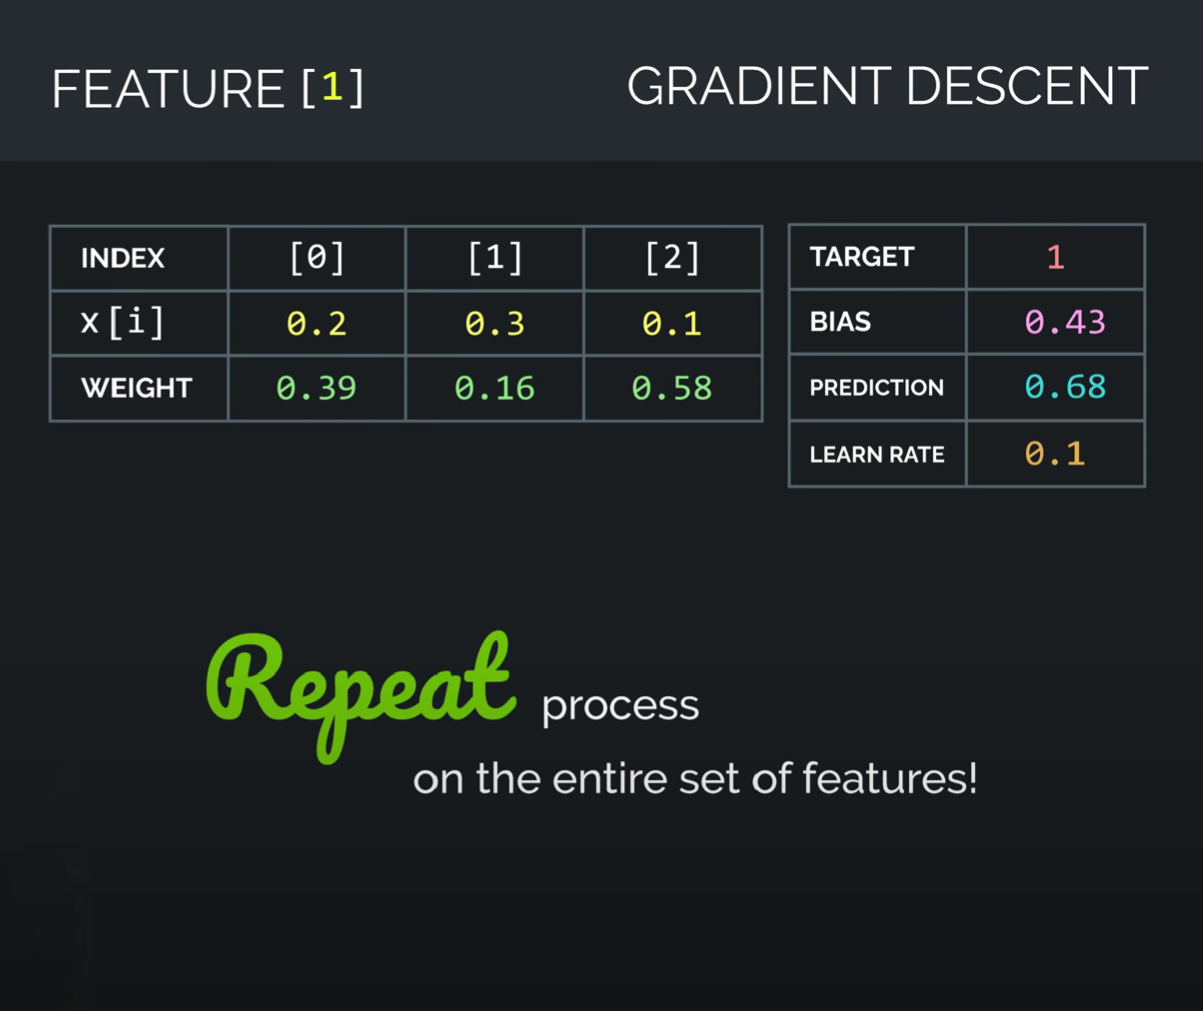 FEATURE [1]
GRADIENT DESCENT
INDEX [0] [1] [2]
x[i] 0.2 0.3 0.1
WEIGHT 0.39 0.16 0.58
TARGET 1
BIAS 0.43
PREDICTION 0.68
LEARN RATE 0.1
Repeat process
on the entire set of features!